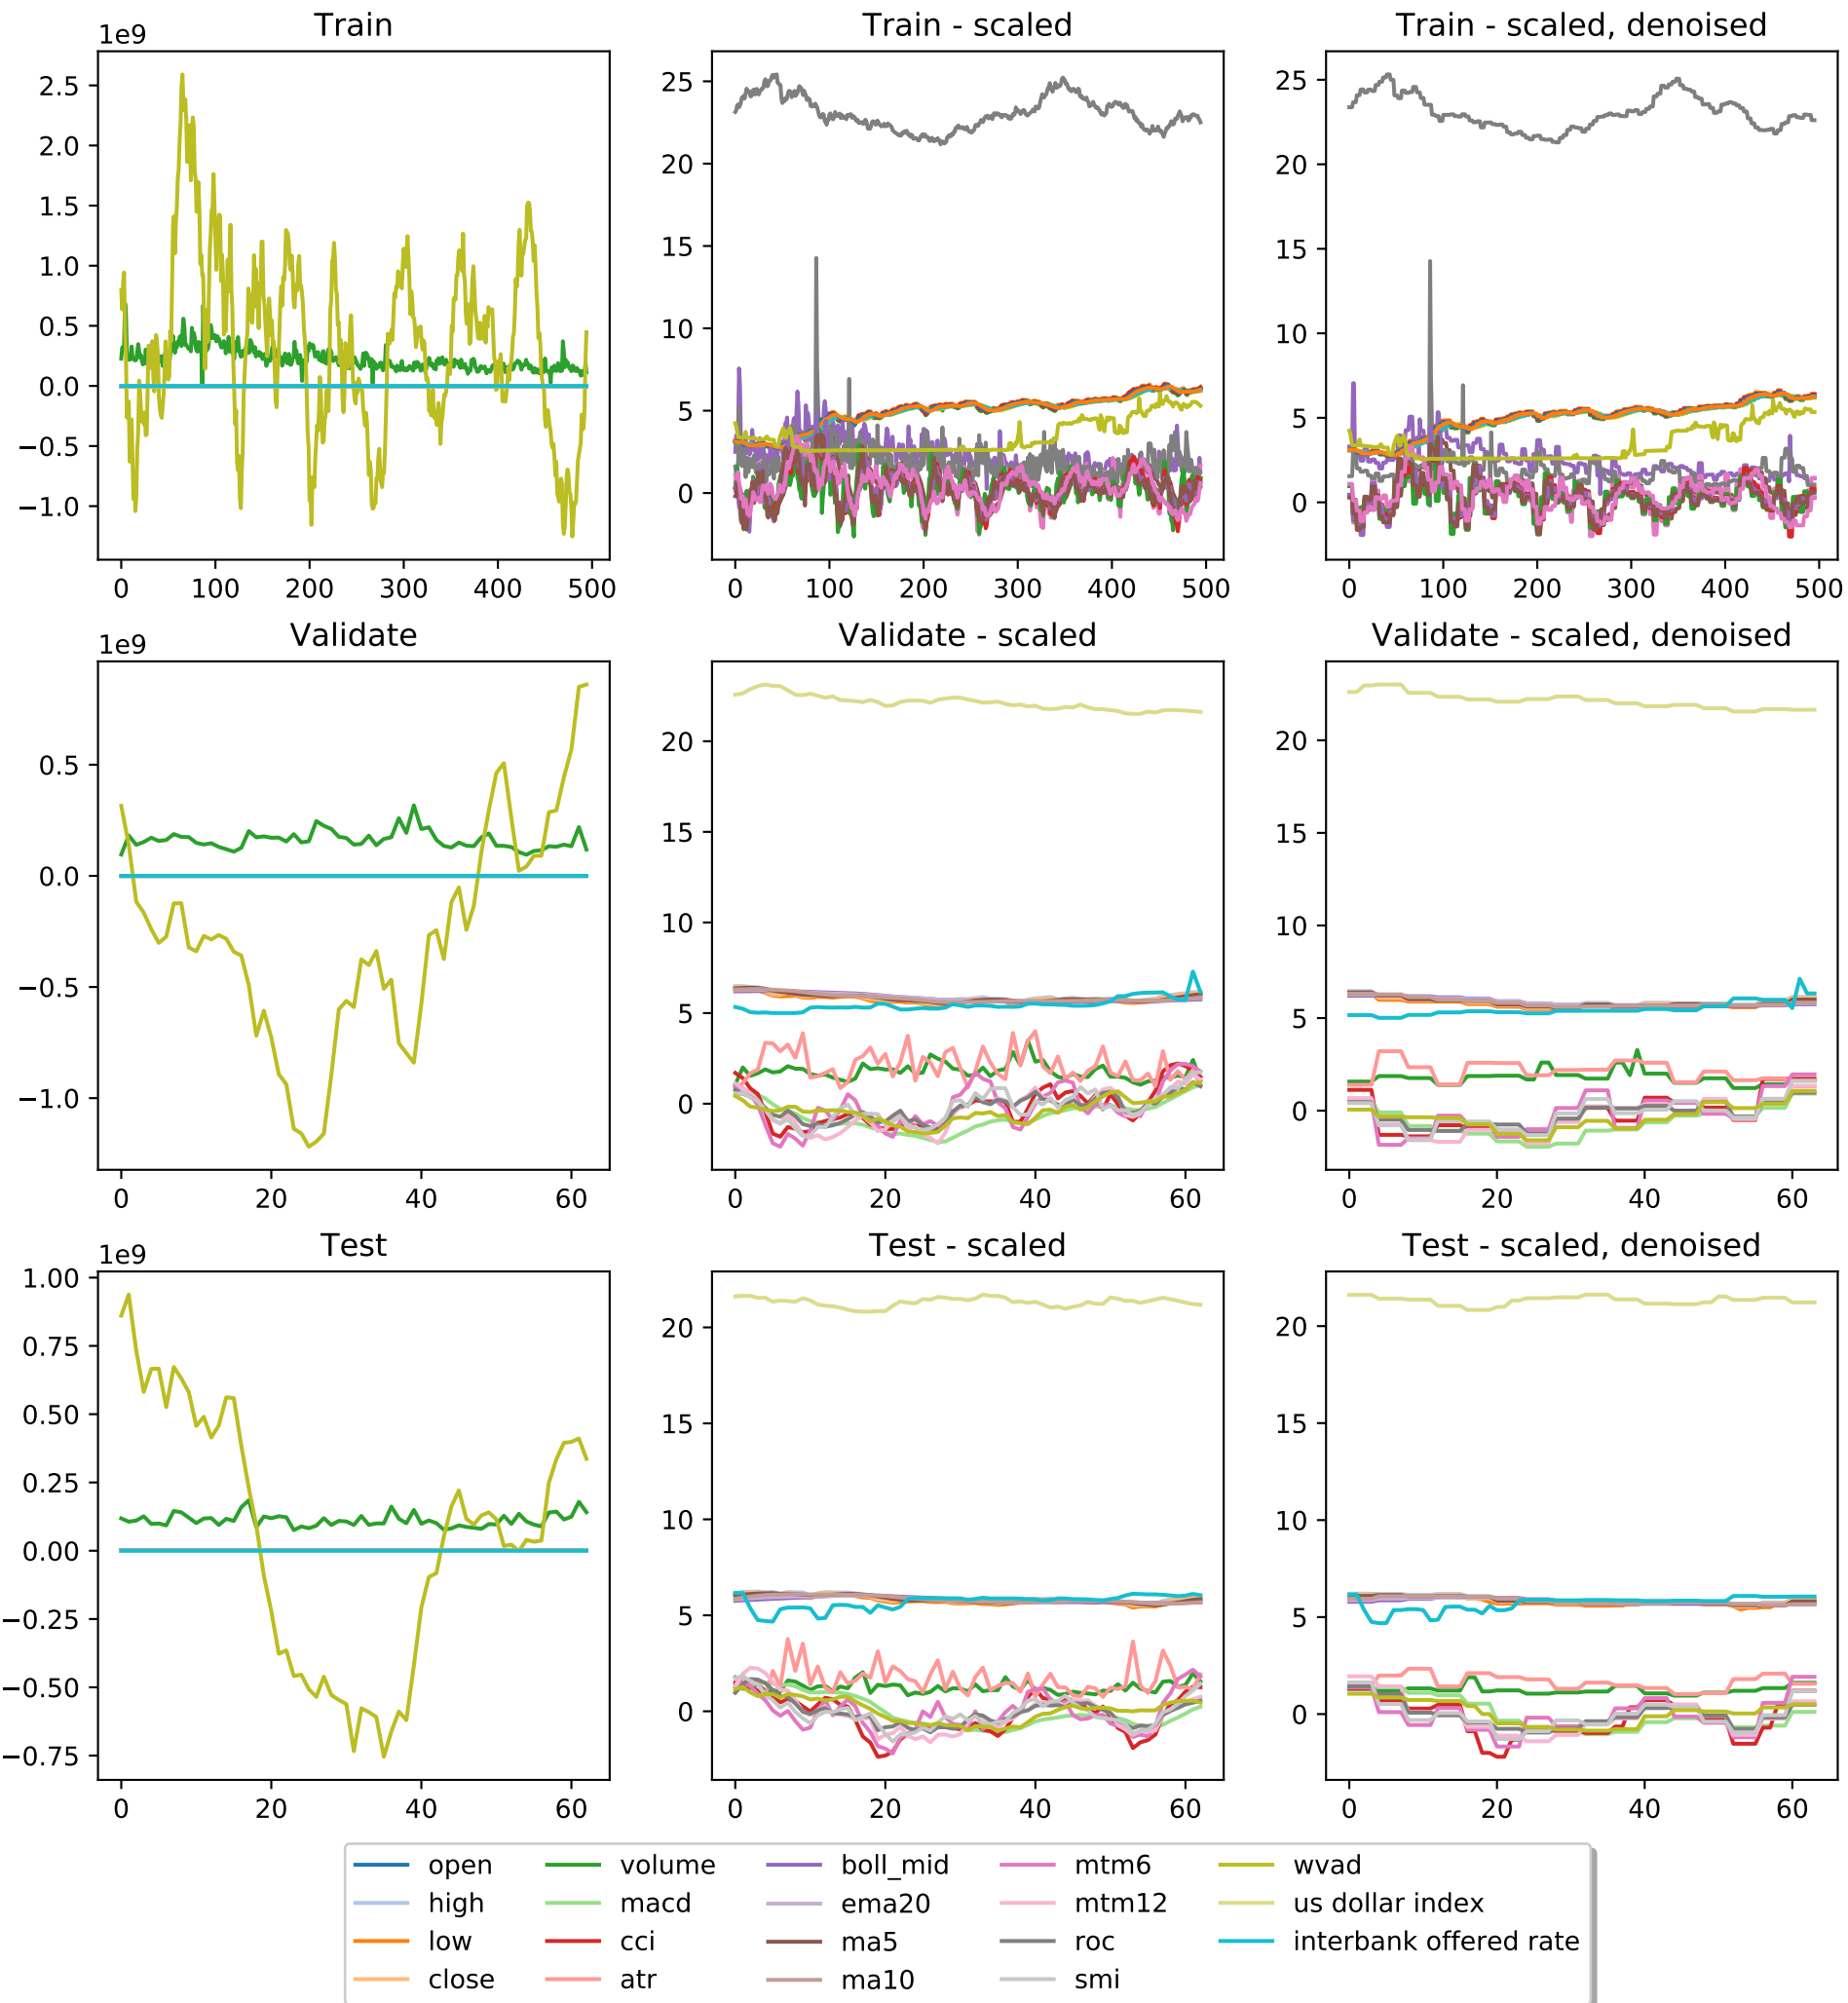 Train Train - scaled Train - scaled, denoised
1e9
2.5
2.0
1.5
1.0
0.5
0.0
−0.5
−1.0
0 100 200 300 400 500
25
20
15
10
5
0
0 100 200 300 400 500
25
20
15
10
5
0
0 100 200 300 400 500
Validate Validate - scaled Validate - scaled, denoised
1e9
0.5
0.0
−0.5
−1.0
0 20 40 60
20
15
10
5
0
0 20 40 60
20
15
10
5
0
0 20 40 60
Test Test - scaled Test - scaled, denoised
1e9
1.00
0.75
0.50
0.25
0.00
−0.25
−0.50
−0.75
0 20 40 60
20
15
10
5
0
0 20 40 60
20
15
10
5
0
0 20 40 60
open volume boll_mid mtm6 wvad
high macd ema20 mtm12 us dollar index
low cci ma5 roc interbank offered rate
close atr ma10 smi